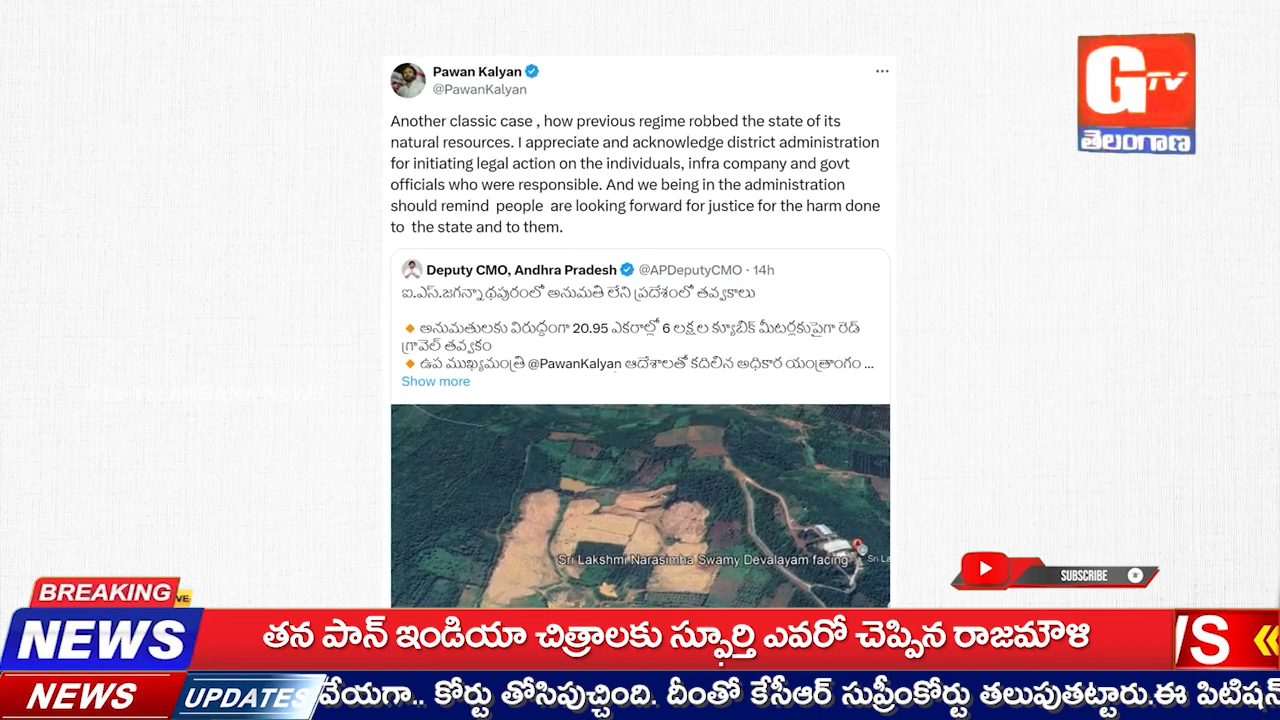 Pawan Kalyan
@PawanKalyan
Another classic case , how previous regime robbed the state of its
natural resources. I appreciate and acknowledge district administration
for initiating legal action on the individuals, infra company and govt
officials who were responsible. And we being in the administration
should remind people are looking forward for justice for the harm done
to the state and to them.
Deputy CMO, Andhra Pradesh @APDeputyCMO · 14h
ఐ.ఎస్.జగన్నాథపురంలో అనుమతి లేని ప్రదేశంలో తవ్వకాలు
అనుమతులకు విరుద్ధంగా 20.95 ఎకరాల్లో 6 లక్షల క్యూబిక్ మీటర్లకుపైగా రెడ్
గ్రావెల్ తవ్వకం
ఉప ముఖ్యమంత్రి @PawanKalyan ఆదేశాలతో కదిలిన అధికార యంత్రాంగం ...
Show more
Sri Lakshmi Narasimha Swamy Devalayam facing
Sri La
G TV
తెలంగాణ
SUBSCRIBE
BREAKING
NEWS
తన పాన్ ఇండియా చిత్రాలకు స్ఫూర్తి ఎవరో చెప్పిన రాజమౌళి
WS
NEWS
UPDATES
వేయగా.. కోర్టు తోసిపుచ్చింది. దీంతో కేసీఆర్ సుప్రీంకోర్టు తలుపుతట్టారు.ఈ పిటిషన్